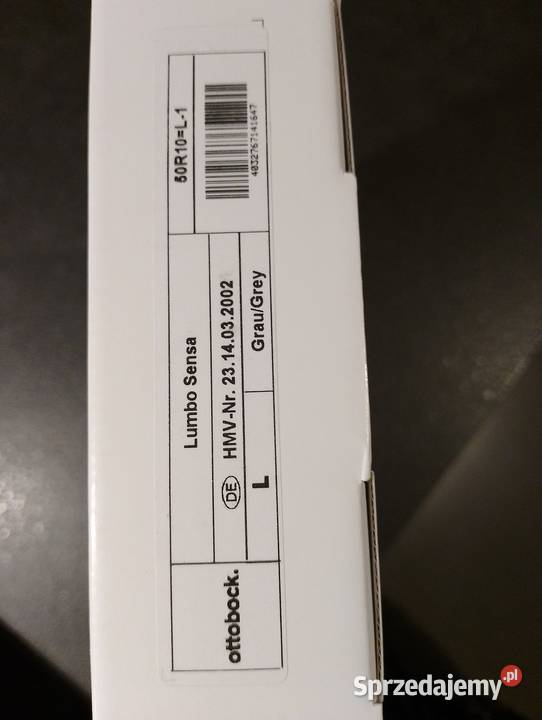 ottobock.
Lumbo Sensa
50R10=L-1
DE HMV-Nr. 23.14.03.2002
L
Grau/Grey
4032767141647
Sprzedajemy.pl